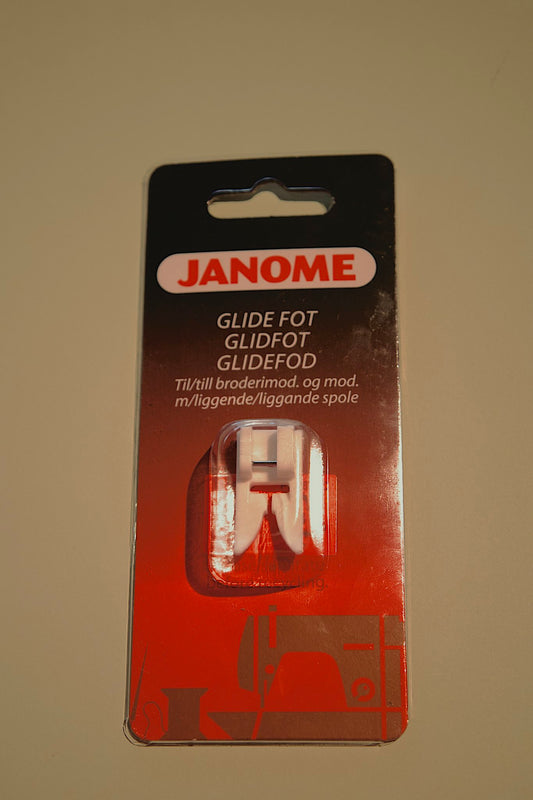 JANOME
GLIDE FOT
GLIDFOT
GLIDEFOD
Til/till broderimod. og mod.
m/liggende/liggande spole